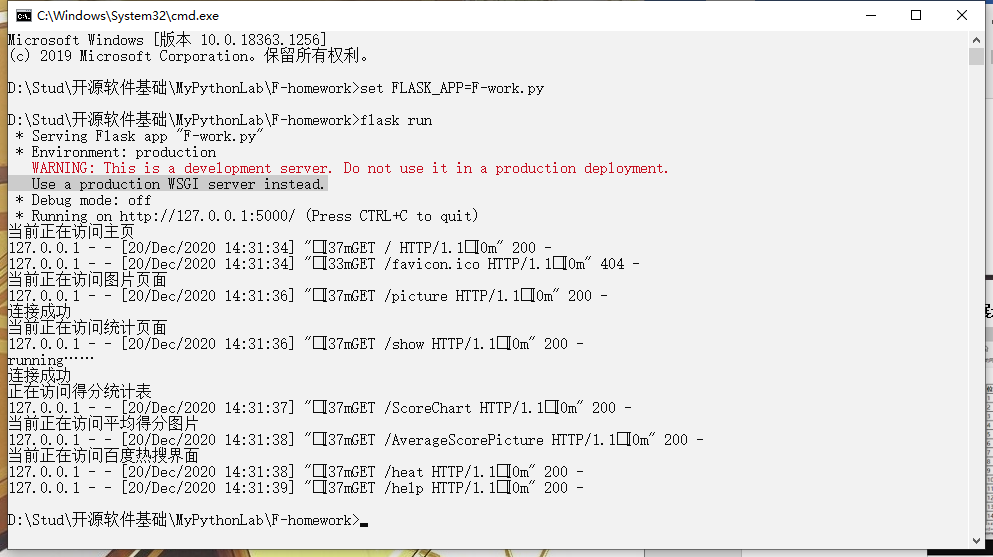 C:\Windows\System32\cmd.exe
Microsoft Windows [版本 10.0.18363.1256]
(c) 2019 Microsoft Corporation。保留所有权利。
D:\Stud\开源软件基础\MyPythonLab\F-homework>set FLASK_APP=F-work.py
D:\Stud\开源软件基础\MyPythonLab\F-homework>flask run
* Serving Flask app "F-work.py"
* Environment: production
WARNING: This is a development server. Do not use it in a production deployment.
Use a production WSGI server instead.
* Debug mode: off
* Running on http://127.0.0.1:5000/ (Press CTRL+C to quit)
当前正在访问主页
127.0.0.1 - - [20/Dec/2020 14:31:34] "□[37mGET / HTTP/1.1□[0m" 200 -
127.0.0.1 - - [20/Dec/2020 14:31:34] "□[33mGET /favicon.ico HTTP/1.1□[0m" 404 -
当前正在访问图片页面
127.0.0.1 - - [20/Dec/2020 14:31:36] "□[37mGET /picture HTTP/1.1□[0m" 200 -
连接成功
当前正在访问统计页面
127.0.0.1 - - [20/Dec/2020 14:31:36] "□[37mGET /show HTTP/1.1□[0m" 200 -
running……
连接成功
正在访问得分统计表
127.0.0.1 - - [20/Dec/2020 14:31:37] "□[37mGET /ScoreChart HTTP/1.1□[0m" 200 -
当前正在访问平均得分图片
127.0.0.1 - - [20/Dec/2020 14:31:38] "□[37mGET /AverageScorePicture HTTP/1.1□[0m" 200 -
当前正在访问百度热搜界面
127.0.0.1 - - [20/Dec/2020 14:31:38] "□[37mGET /heat HTTP/1.1□[0m" 200 -
127.0.0.1 - - [20/Dec/2020 14:31:39] "□[37mGET /help HTTP/1.1□[0m" 200 -
D:\Stud\开源软件基础\MyPythonLab\F-homework>